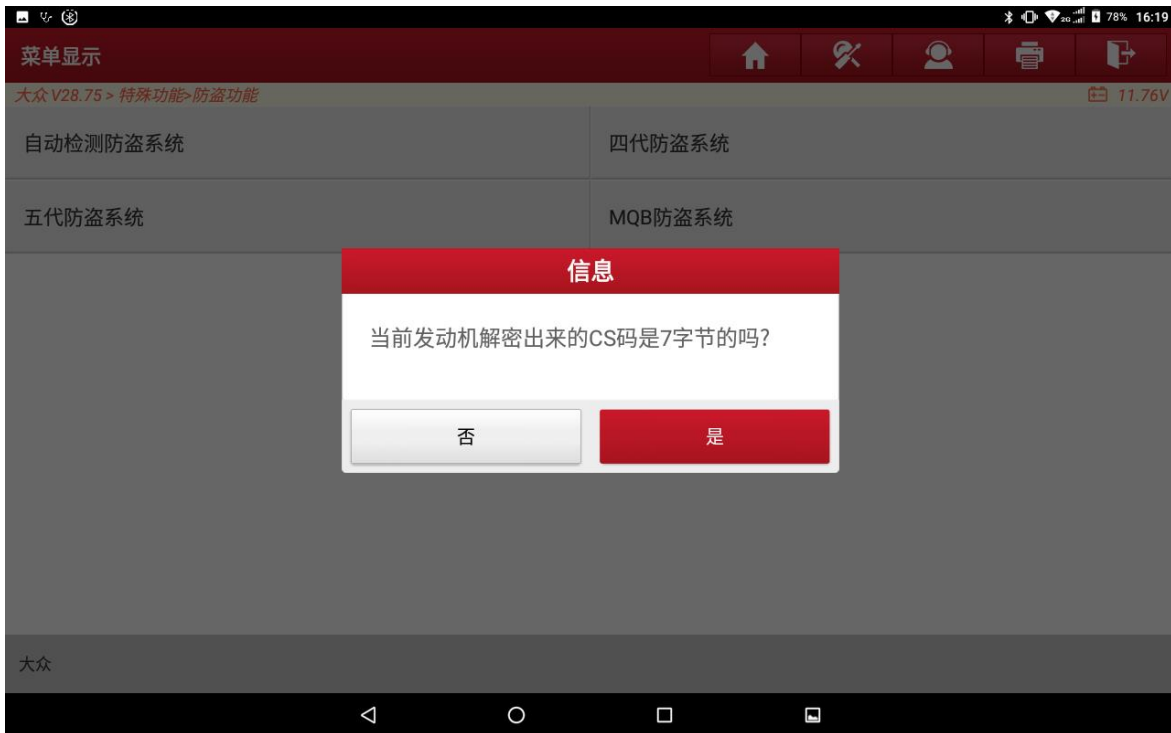 2G 78% 16:19
菜单显示
大众 V28.75 > 特殊功能>防盗功能 11.76V
自动检测防盗系统 四代防盗系统
五代防盗系统 MQB防盗系统
信息
当前发动机解密出来的CS码是7字节的吗?
否 是
大众